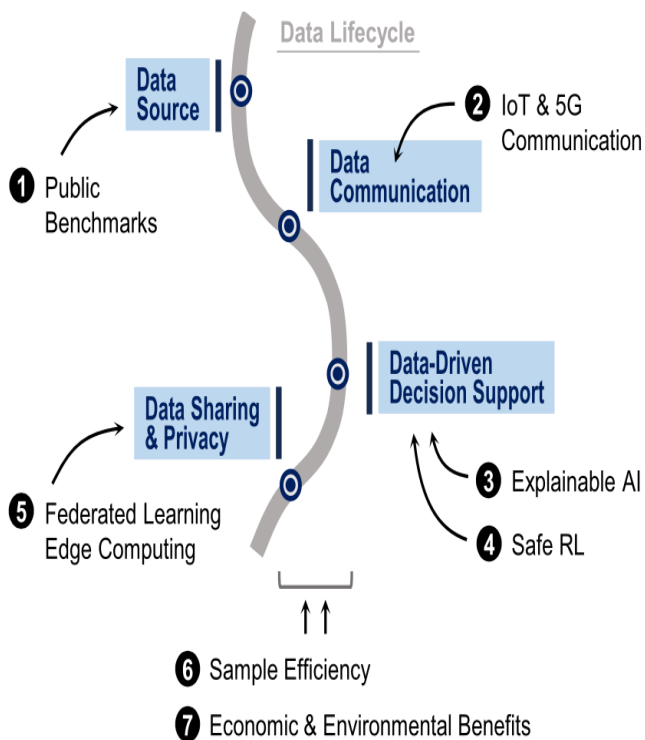 Data Lifecycle
Data
Source
2 IoT & 5G
Communication
Data
Communication
1 Public
Benchmarks
Data-Driven
Decision Support
Data Sharing
& Privacy
3 Explainable AI
5 Federated Learning
Edge Computing
4 Safe RL
6 Sample Efficiency
7 Economic & Environmental Benefits